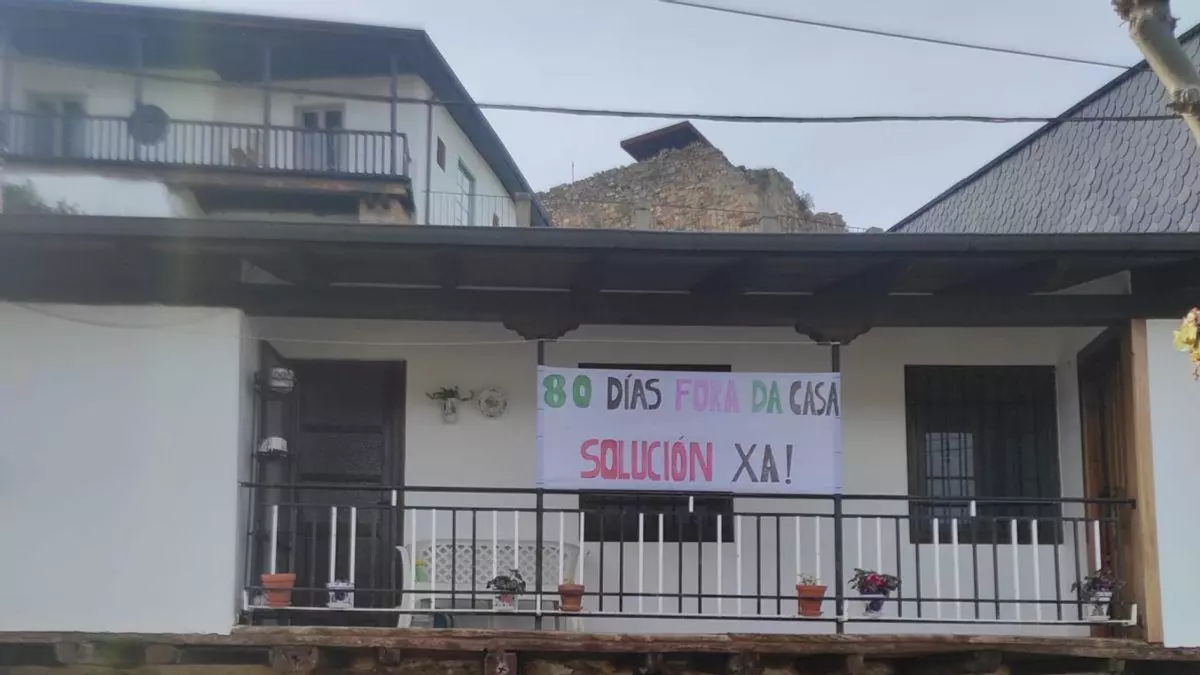 80 DÍAS FORA DA CASA
SOLUCIÓN XA!